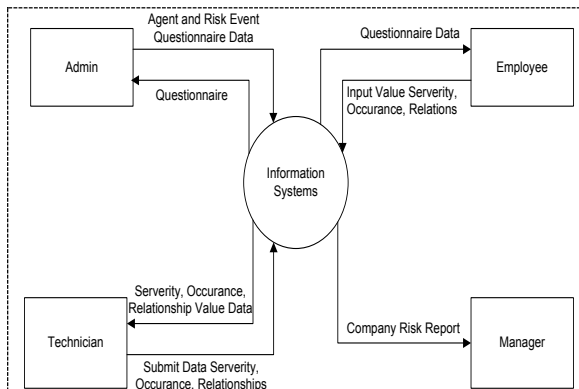 Agent and Risk Event
Questionnaire Data
Admin
Questionnaire
Questionnaire Data
Employee
Input Value Serverity,
Occurance, Relations
Information
Systems
Serverity, Occurance,
Relationship Value Data
Technician
Submit Data Serverity,
Occurance, Relationships
Company Risk Report
Manager